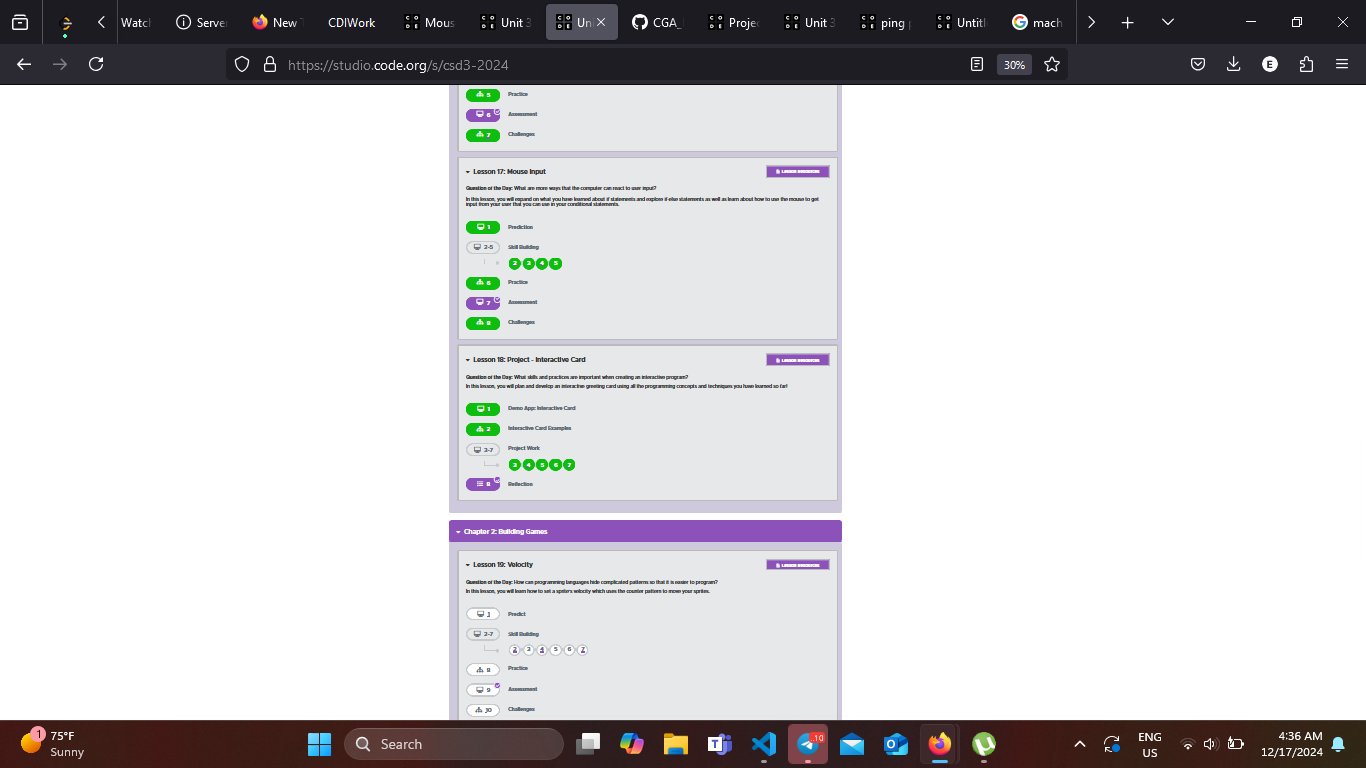 Watch
Server
New T
CDIWork
Mous
Unit 3
Uni
CGA_
Projec
Unit 3
ping p
Untitl
mach
https://studio.code.org/s/csd3-2024
30%
E
5 Practice
6 Assessment
7 Challenges
Lesson 17: Mouse Input
Lesson Resources
Question of the Day: What are more ways that the computer can react to user input?
In this lesson, you will expand on what you have learned about if statements and explore if-else statements as well as learn about how to use the mouse to get
input from your user that you can use in your conditional statements.
1 Prediction
2-5 Skill Building
2 3 4 5
6 Practice
7 Assessment
8 Challenges
Lesson 18: Project - Interactive Card
Lesson Resources
Question of the Day: What skills and practices are important when creating an interactive program?
In this lesson, you will plan and develop an interactive greeting card using all the programming concepts and techniques you have learned so far!
1 Demo App: Interactive Card
2 Interactive Card Examples
3-7 Project Work
3 4 5 6 7
8 Reflection
Chapter 2: Building Games
Lesson 19: Velocity
Lesson Resources
Question of the Day: How can programming languages hide complicated patterns so that it is easier to program?
In this lesson, you will learn how to set a sprite's velocity which uses the counter pattern to move your sprites.
1 Predict
2-7 Skill Building
2 3 4 5 6 7
8 Practice
9 Assessment
10 Challenges
1
75°F
Sunny
Search
10
ENG
US
4:36 AM
12/17/2024